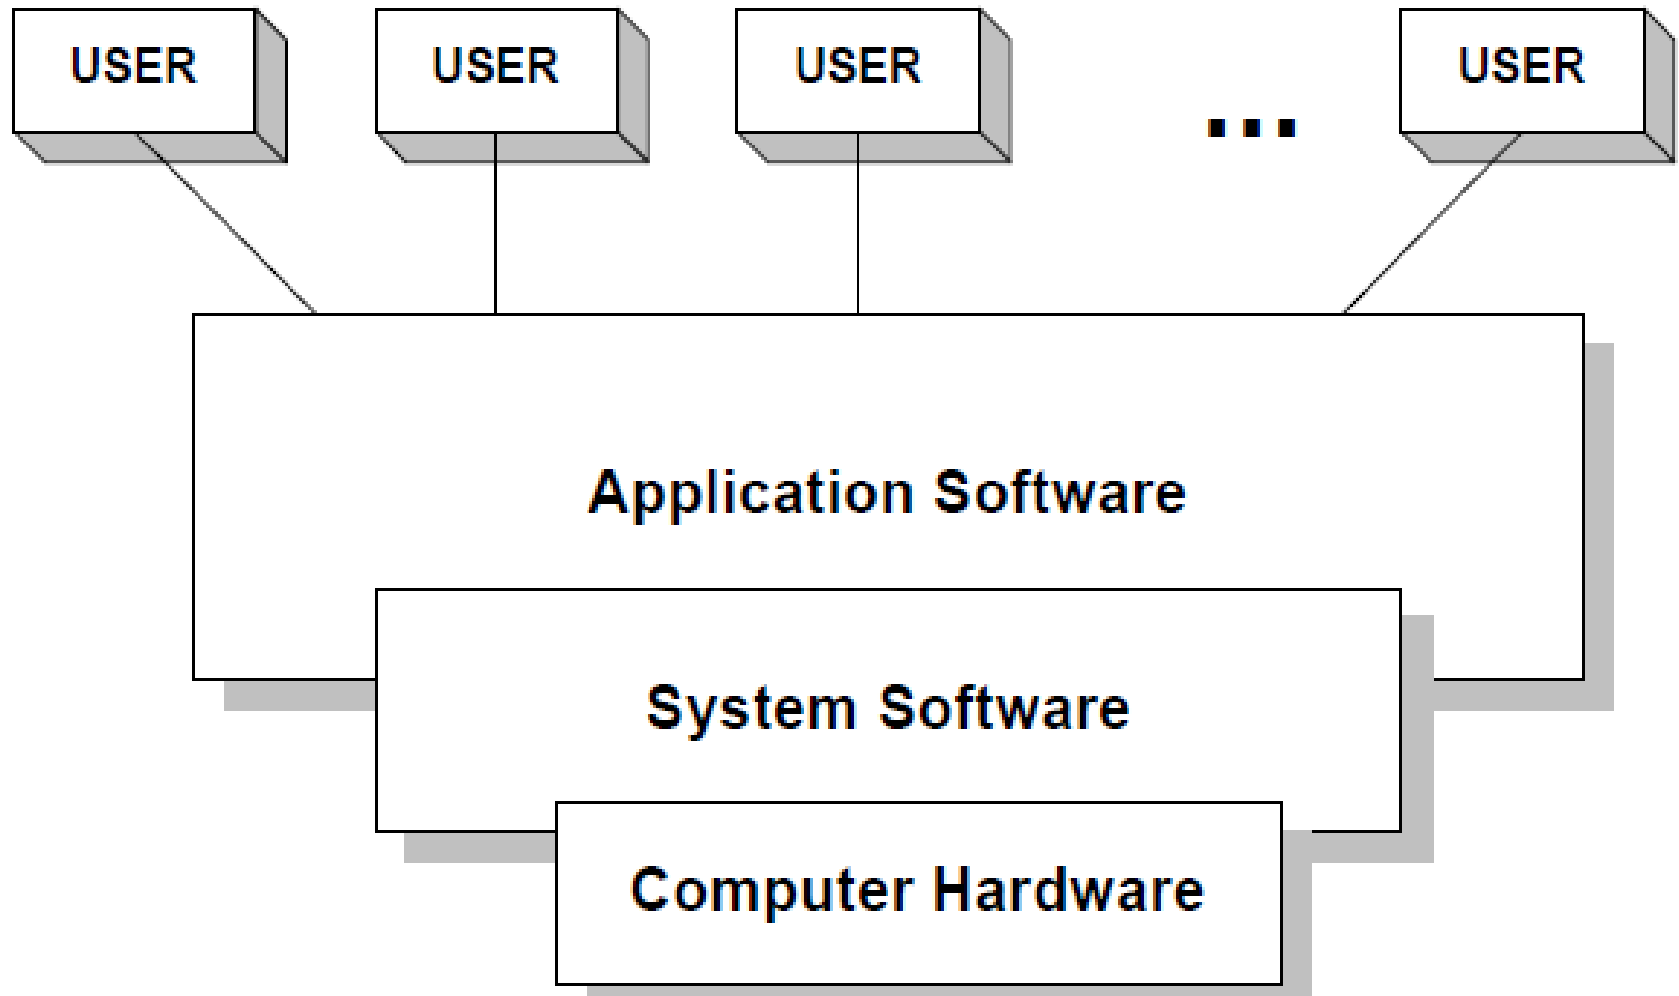 USER
USER
USER
...
USER
Application Software
System Software
Computer Hardware